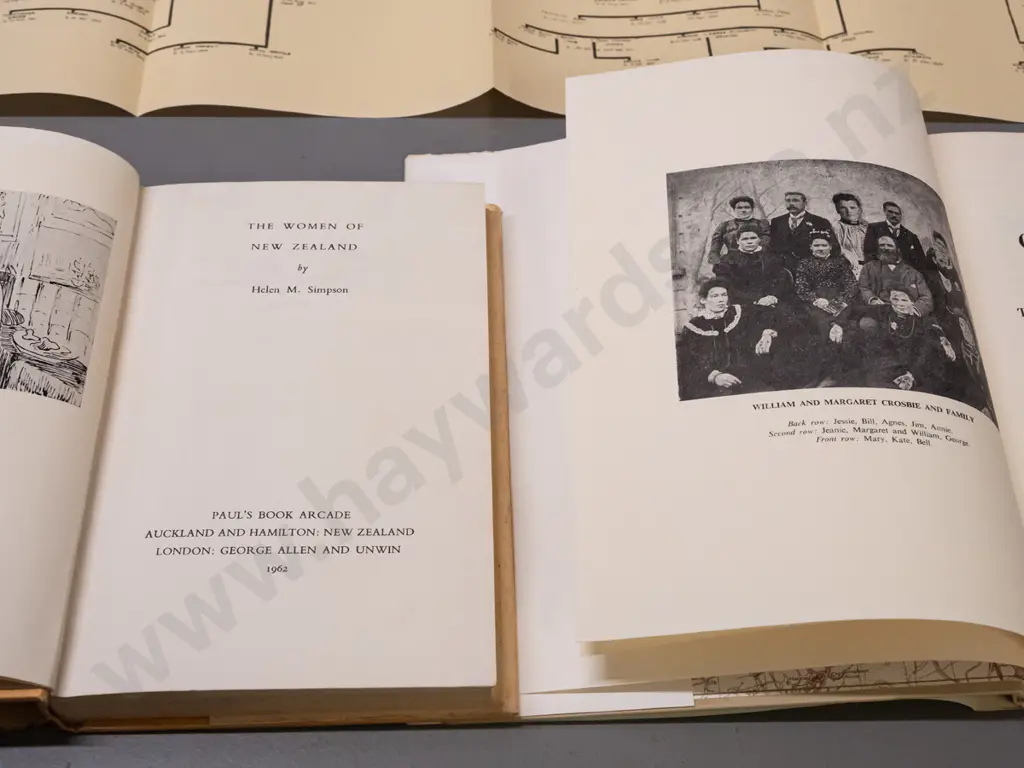 THE WOMEN OF
NEW ZEALAND
by
Helen M. Simpson
PAUL'S BOOK ARCADE
AUCKLAND AND HAMILTON: NEW ZEALAND
LONDON: GEORGE ALLEN AND UNWIN
1962
WILLIAM AND MARGARET CROSBIE AND FAMILY
Back row: Jessie, Bill, Agnes, Jim, Annie.
Second row: Jeanie, Margaret and William, George.
Front row: Mary, Kate, Bell.
www.haywards.co.nz